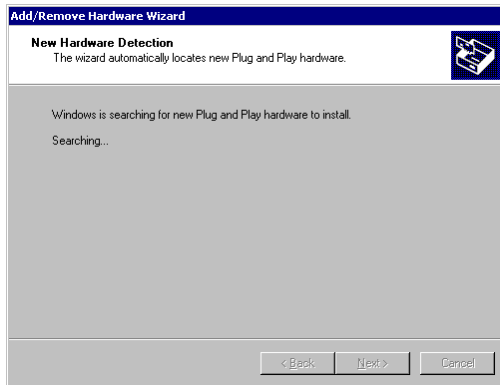 Add/Remove Hardware Wizard
New Hardware Detection
The wizard automatically locates new Plug and Play hardware.
Windows is searching for new Plug and Play hardware to install.
Searching...
< Back Next > Cancel